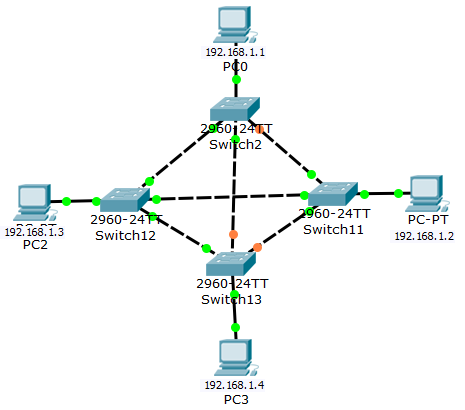 192.168.1.1
PC0
2960-24TT
Switch2
2960-24TT
Switch12
2960-24TT
Switch11
PC-PT
192.168.1.2
192.168.1.3
PC2
2960-24TT
Switch13
192.168.1.4
PC3